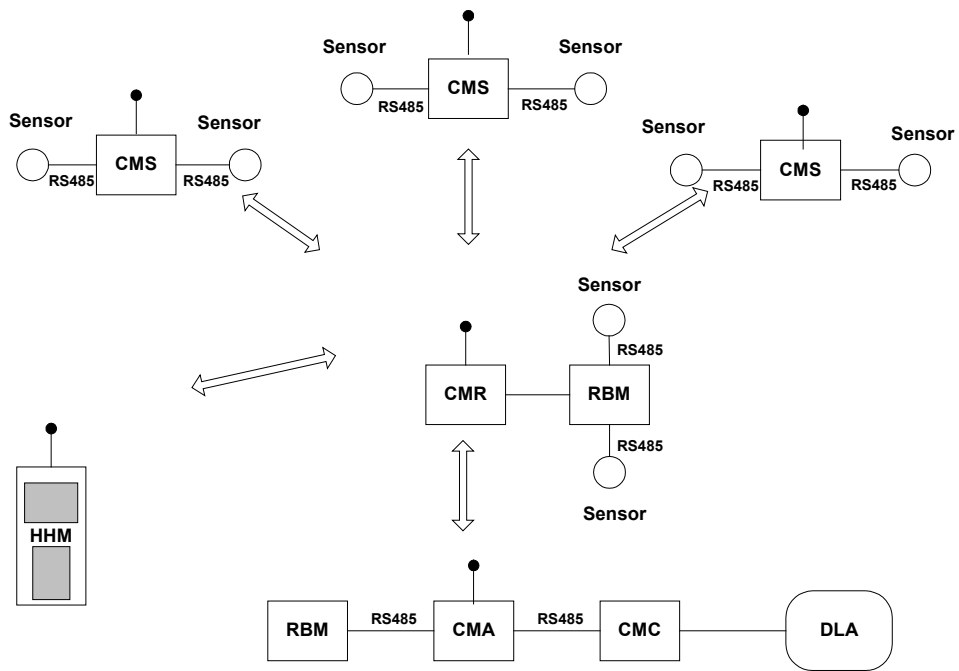 Sensor
Sensor
CMS
RS485
RS485
Sensor
Sensor
CMS
RS485
RS485
Sensor
Sensor
CMS
RS485
RS485
Sensor
RS485
CMR
RBM
RS485
Sensor
HHM
RBM
RS485
CMA
RS485
CMC
DLA